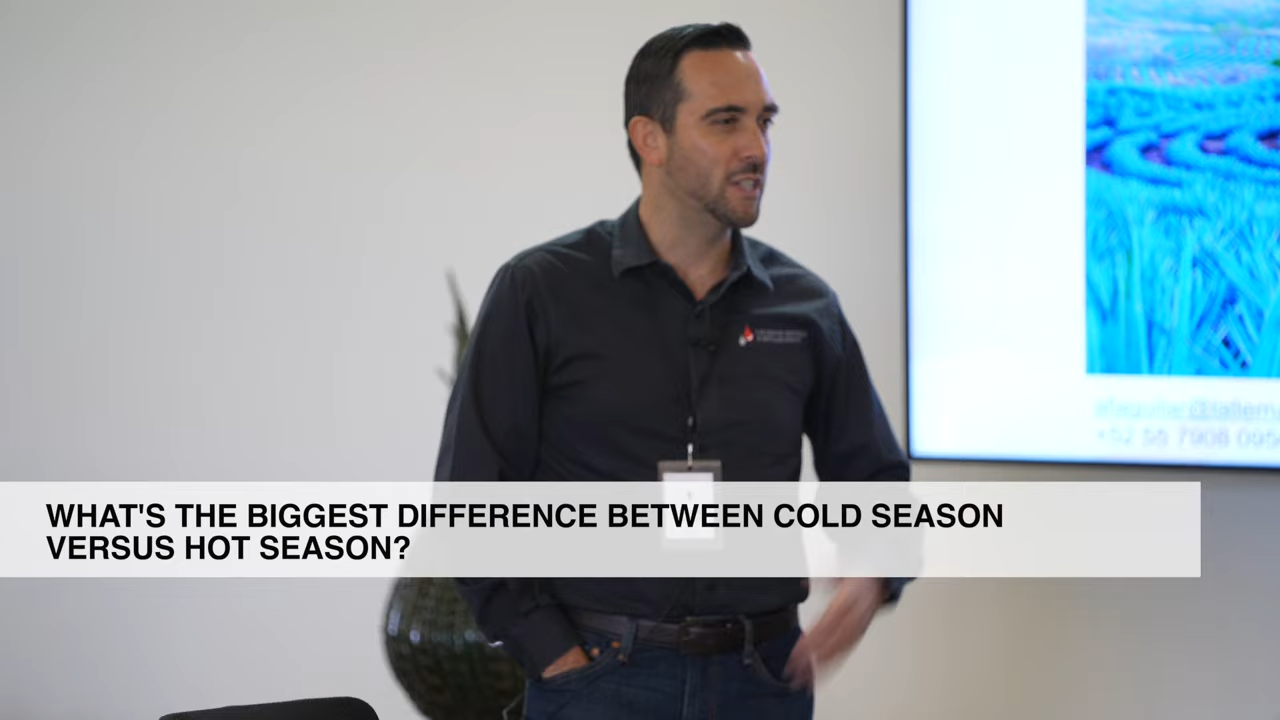 WHAT'S THE BIGGEST DIFFERENCE BETWEEN COLD SEASON
VERSUS HOT SEASON?